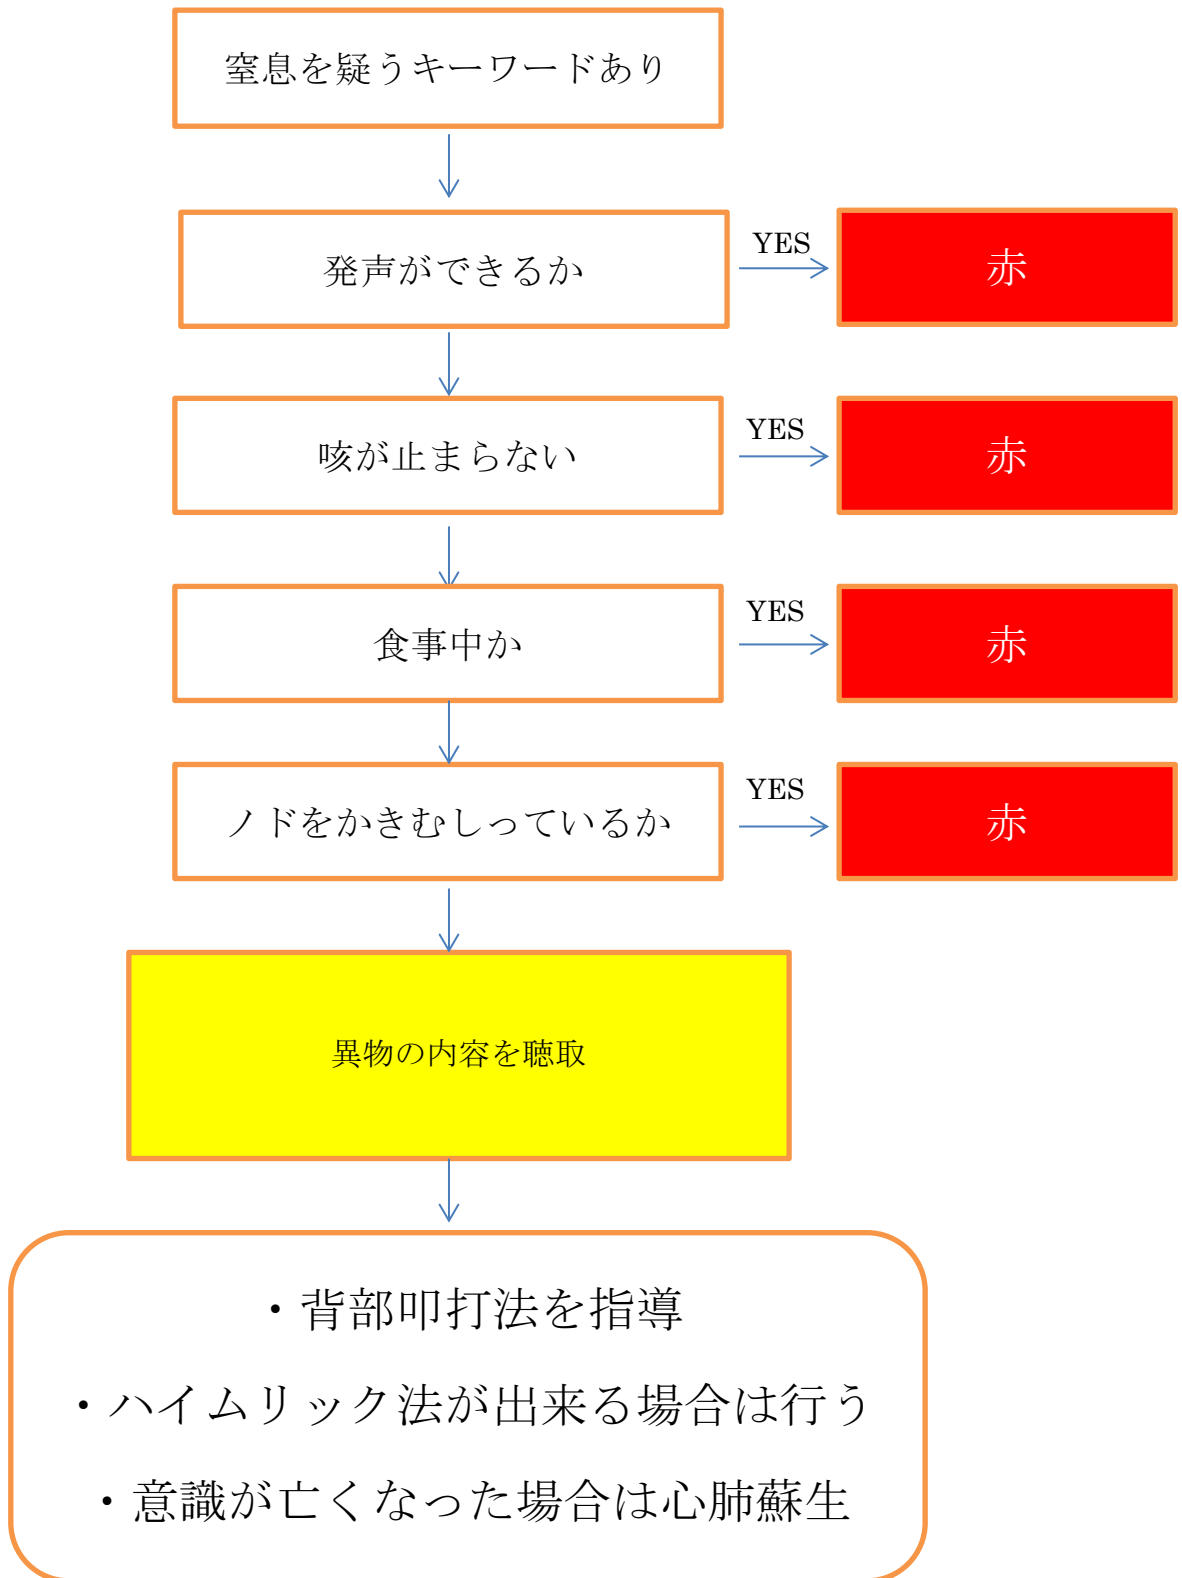 窒息を疑うキーワードあり
発声ができるか
YES
赤
咳が止まらない
YES
赤
食事中か
YES
赤
ノドをかきむしっているか
YES
赤
異物の内容を聴取
・背部叩打法を指導
・ハイムリック法が出来る場合は行う
・意識が亡くなった場合は心肺蘇生